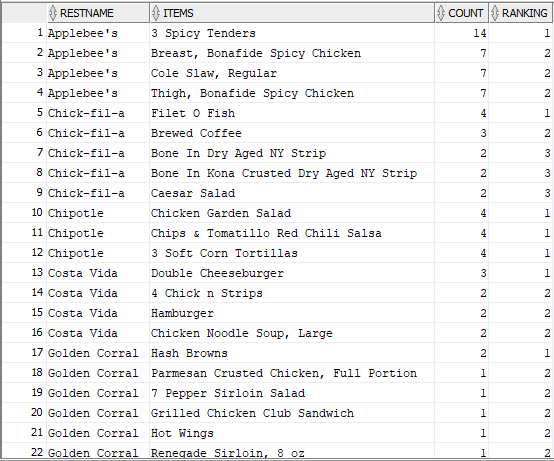 RESTNAME ITEMS COUNT RANKING
1 Applebee's 3 Spicy Tenders 14 1
2 Applebee's Breast, Bonafide Spicy Chicken 7 2
3 Applebee's Cole Slaw, Regular 7 2
4 Applebee's Thigh, Bonafide Spicy Chicken 7 2
5 Chick-fil-a Filet O Fish 4 1
6 Chick-fil-a Brewed Coffee 3 2
7 Chick-fil-a Bone In Dry Aged NY Strip 2 3
8 Chick-fil-a Bone In Kona Crusted Dry Aged NY Strip 2 3
9 Chick-fil-a Caesar Salad 2 3
10 Chipotle Chicken Garden Salad 4 1
11 Chipotle Chips & Tomatillo Red Chili Salsa 4 1
12 Chipotle 3 Soft Corn Tortillas 4 1
13 Costa Vida Double Cheeseburger 3 1
14 Costa Vida 4 Chick n Strips 2 2
15 Costa Vida Hamburger 2 2
16 Costa Vida Chicken Noodle Soup, Large 2 2
17 Golden Corral Hash Browns 2 1
18 Golden Corral Parmesan Crusted Chicken, Full Portion 1 2
19 Golden Corral 7 Pepper Sirloin Salad 1 2
20 Golden Corral Grilled Chicken Club Sandwich 1 2
21 Golden Corral Hot Wings 1 2
22 Golden Corral Renegade Sirloin, 8 oz 1 2